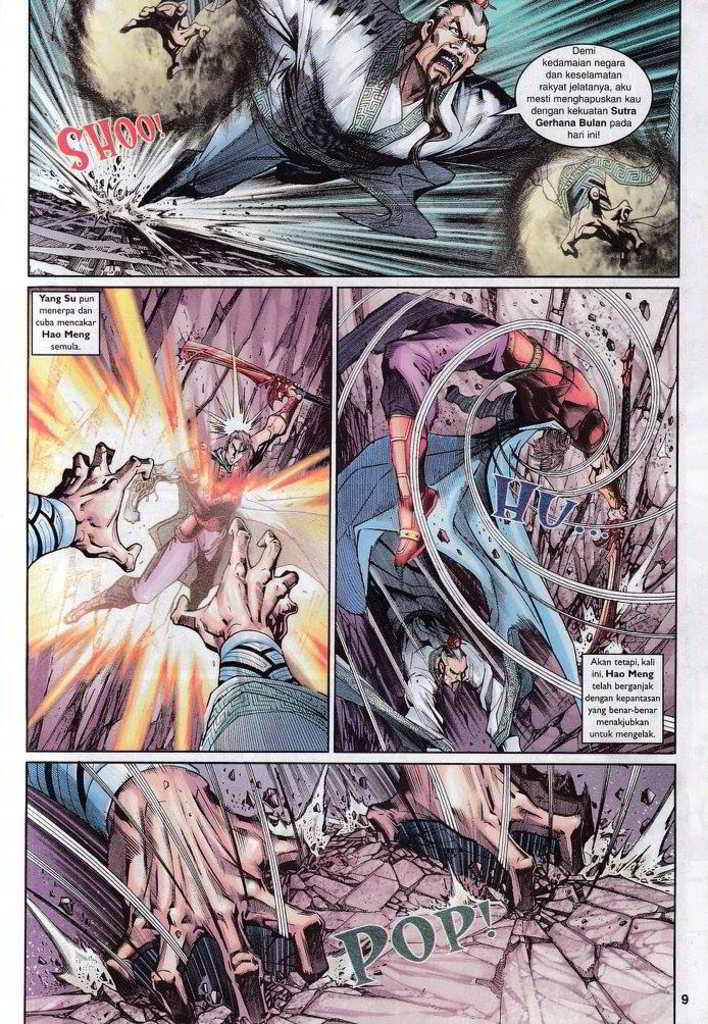 Demi
kedamaian negara
dan keselamatan
rakyat jelatanya, aku
mesti menghapuskan kau
dengan kekuatan Sutra
Gerhana Bulan pada
hari ini!
SHOO!
Yang Su pun
menerpa dan
cuba mencakar
Hao Meng
semula.
HU...
Akan tetapi, kali
ini, Hao Meng
telah berganjak
dengan kepantasan
yang benar-benar
menakjubkan
untuk mengelak.
POP!
9